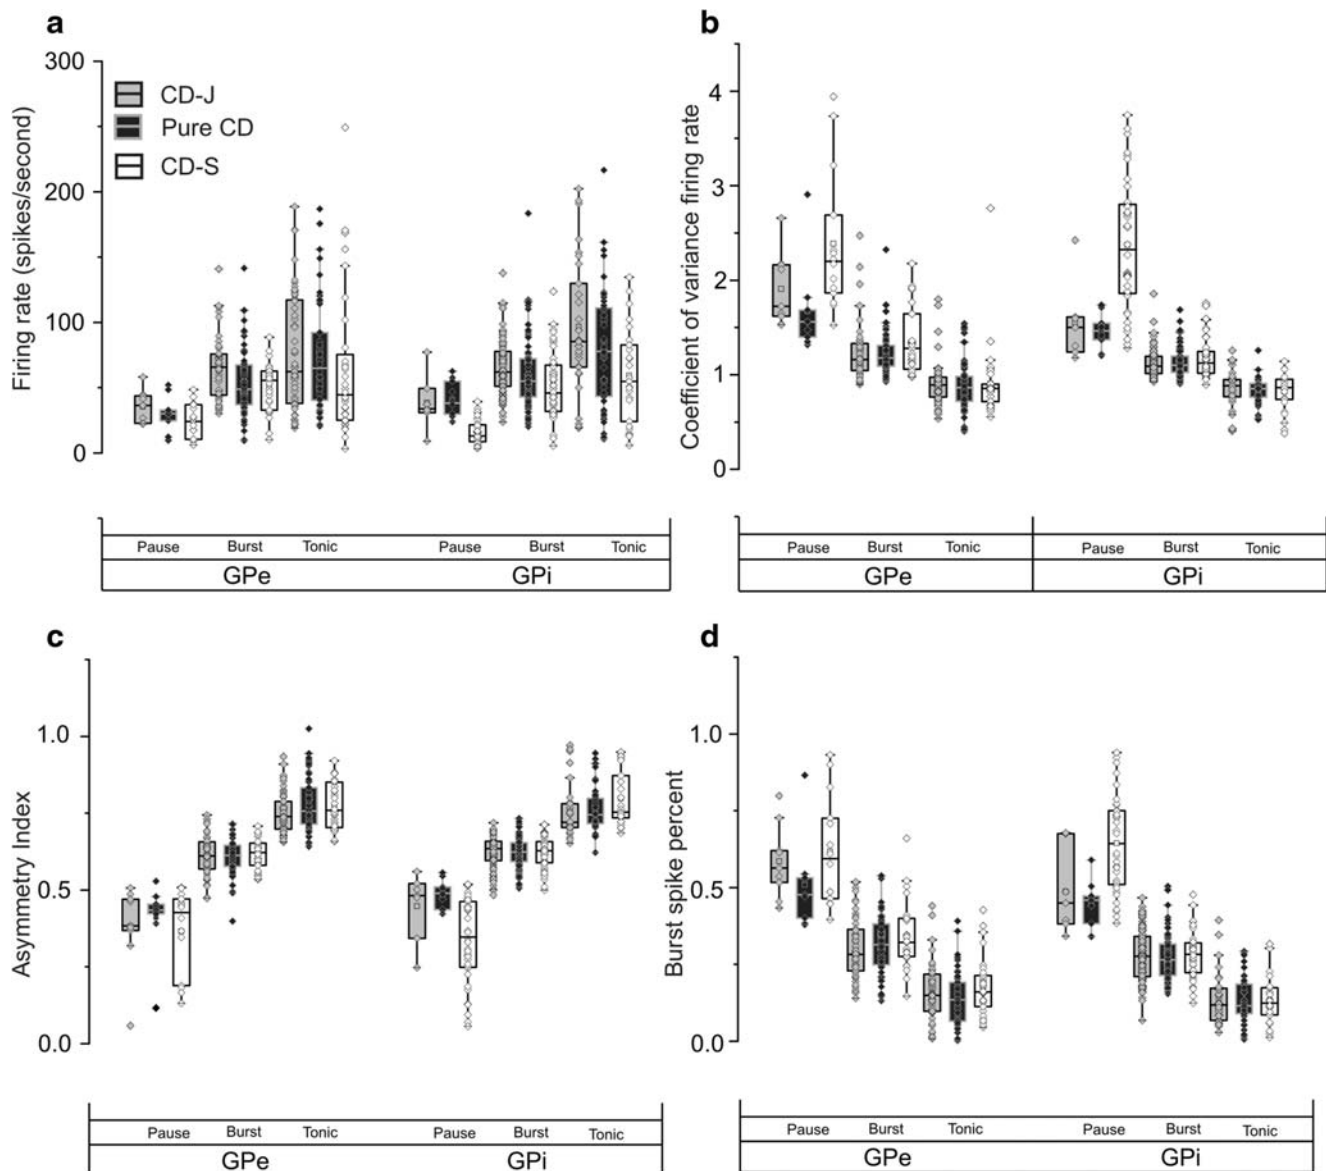 a
Firing rate (spikes/second)
300
200
100
0
CD-J
Pure CD
CD-S
Pause Burst Tonic Pause Burst Tonic
GPe GPi
b
Coefficient of variance firing rate
4
3
2
1
0
Pause Burst Tonic Pause Burst Tonic
GPe GPi
c
Asymmetry Index
1.0
0.5
0.0
Pause Burst Tonic Pause Burst Tonic
GPe GPi
d
Burst spike percent
1.0
0.5
0.0
Pause Burst Tonic Pause Burst Tonic
GPe GPi